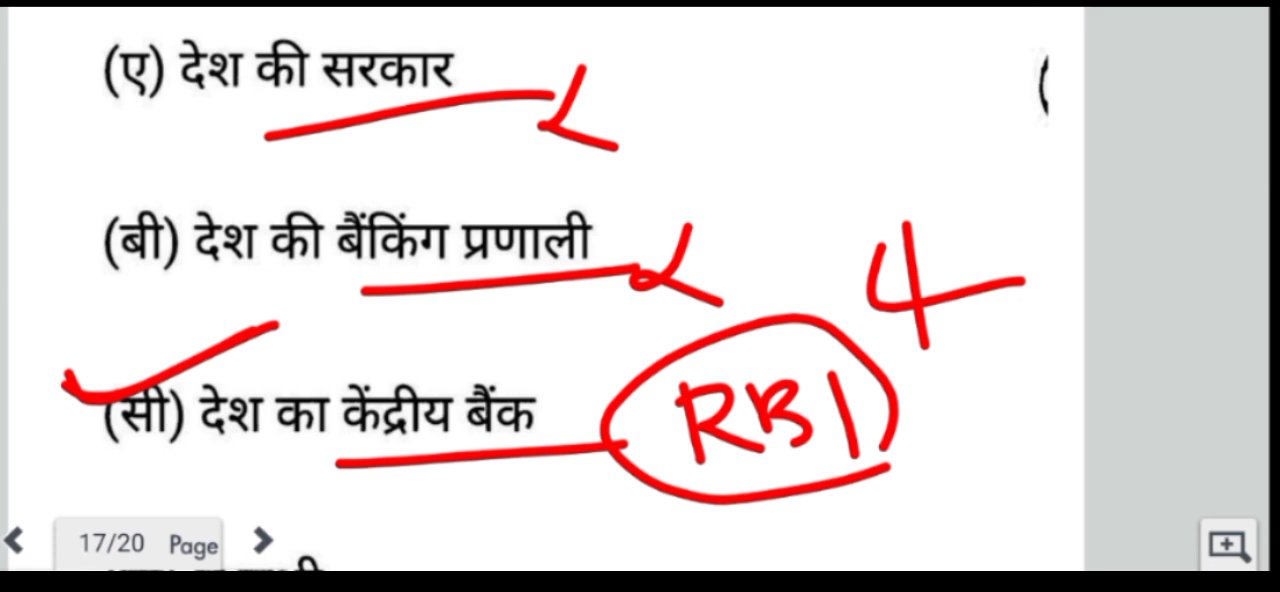 (ए) देश की सरकार
(बी) देश की बैंकिंग प्रणाली
4
(सी) देश का केंद्रीय बैंक RBI
17/20 Page